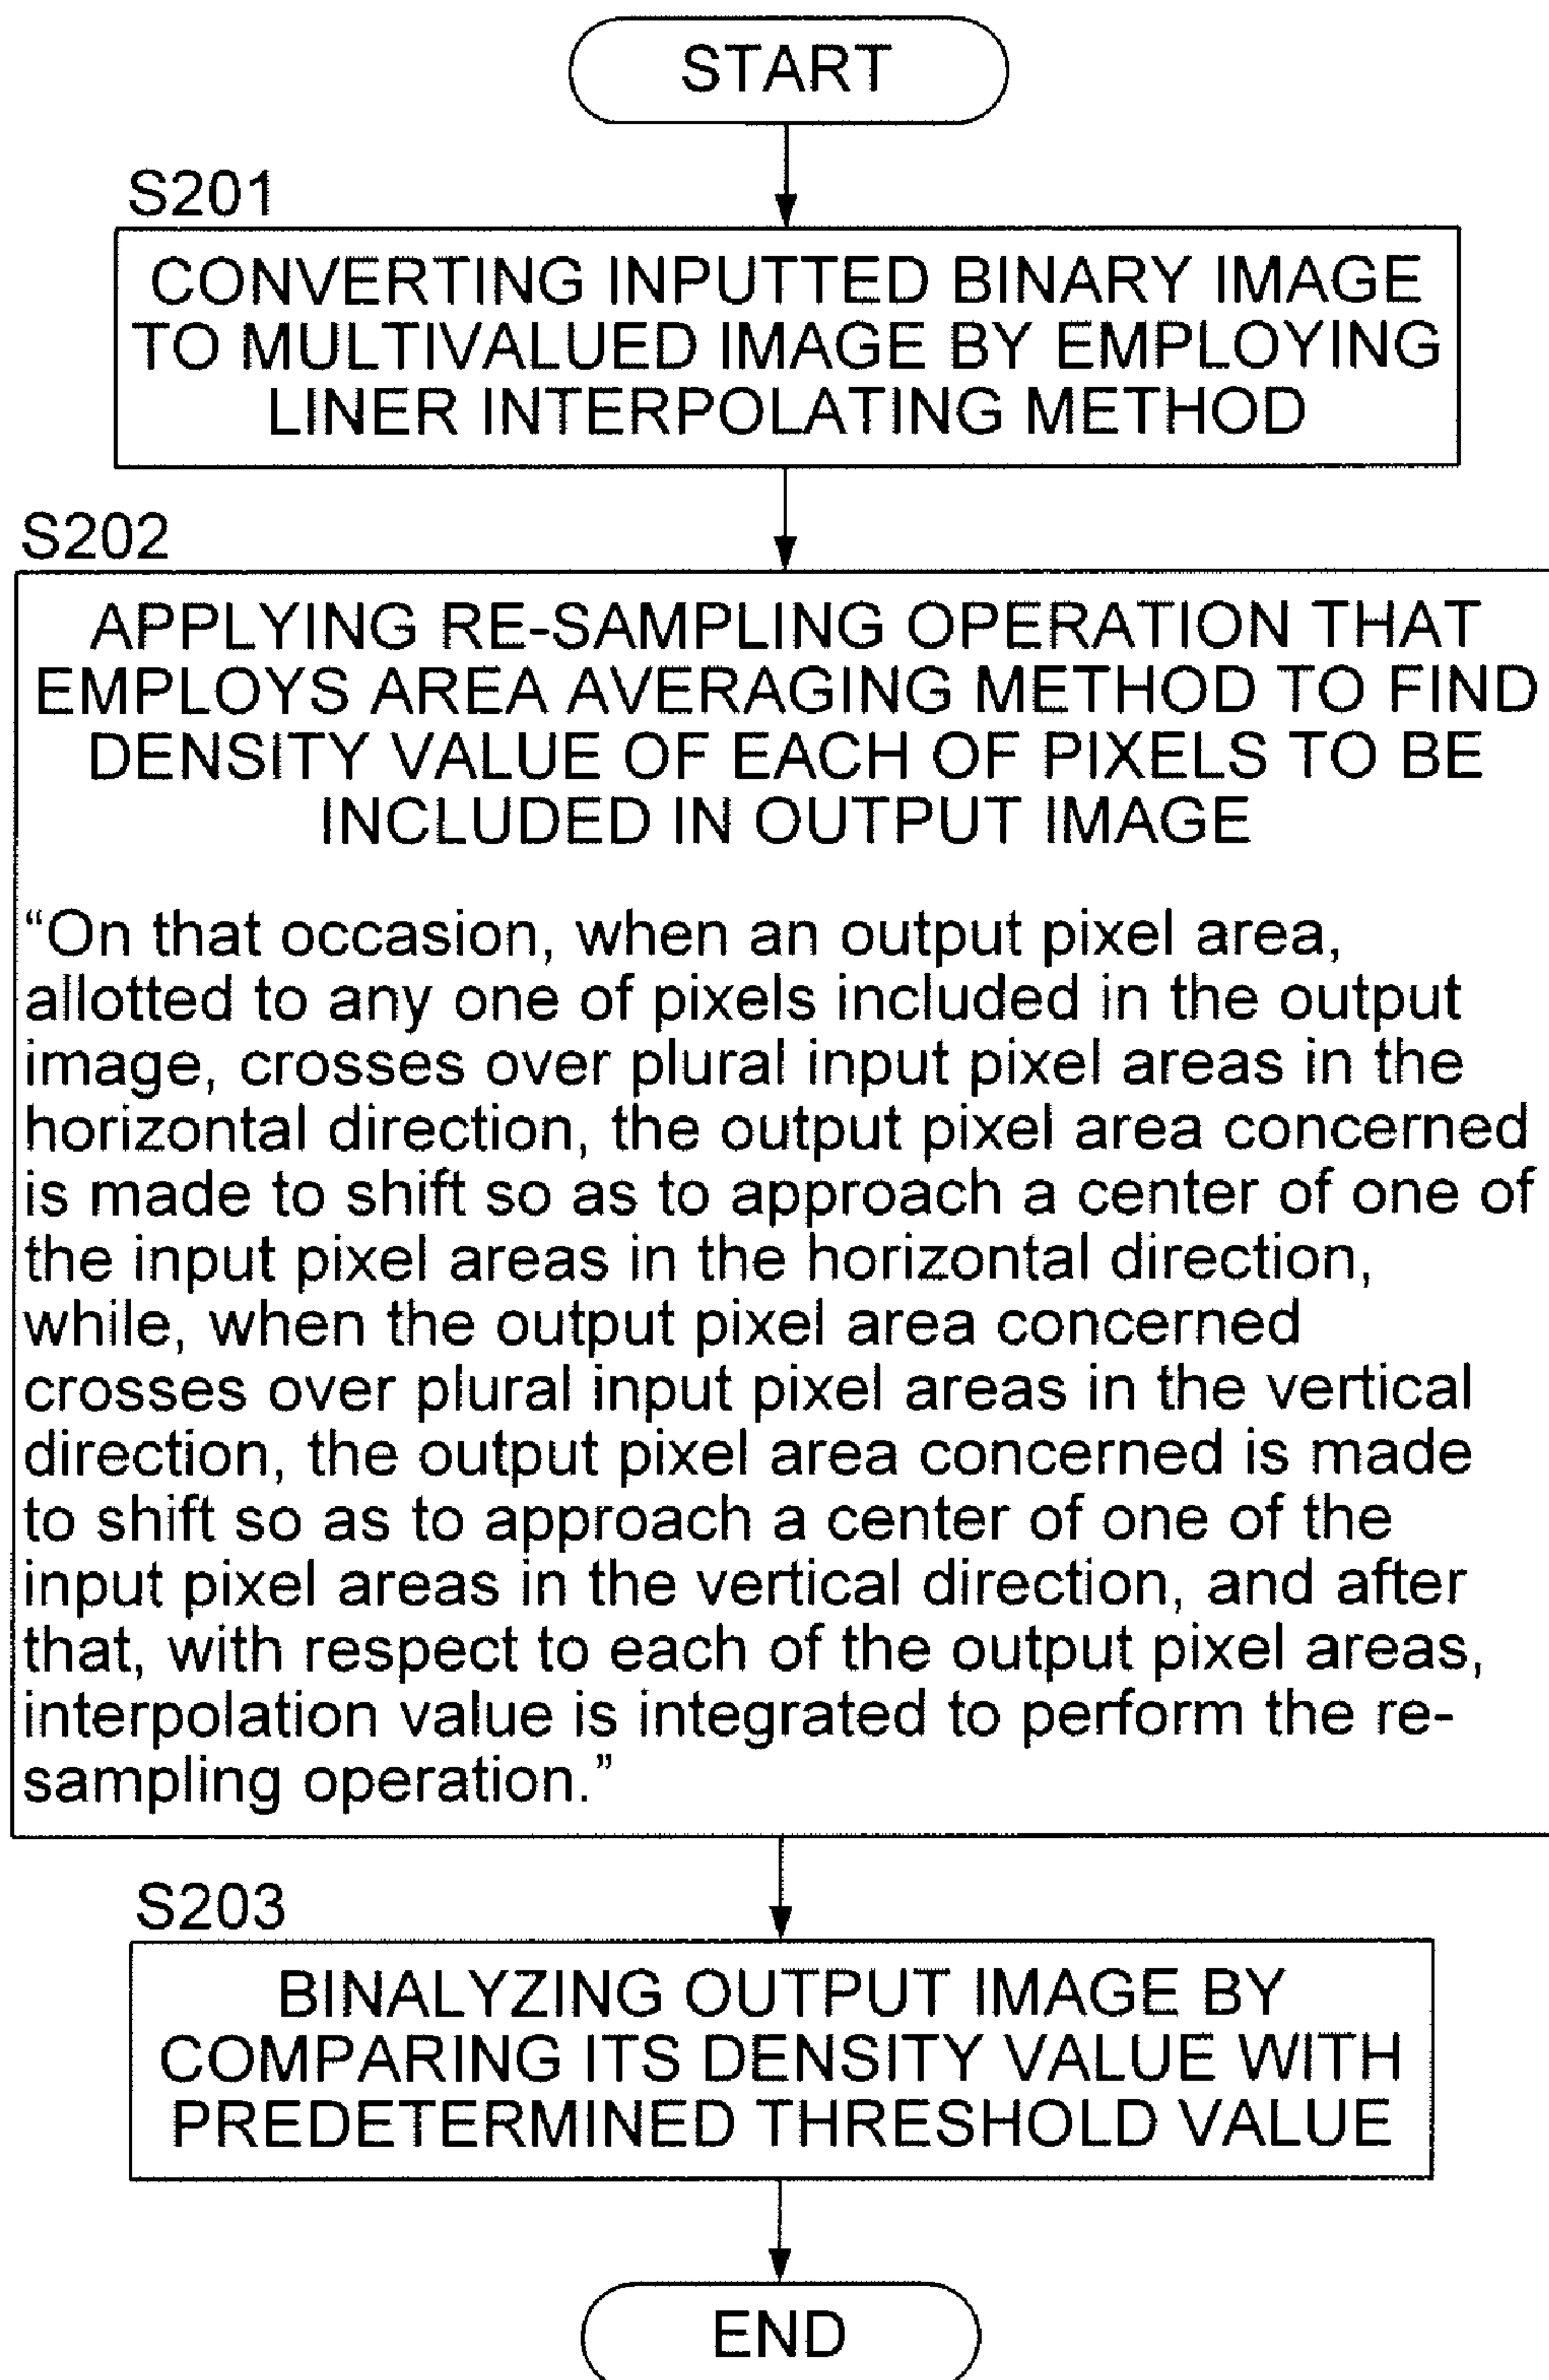 START
S201
CONVERTING INPUTTED BINARY IMAGE
TO MULTIVALUED IMAGE BY EMPLOYING
LINER INTERPOLATING METHOD
S202
APPLYING RE-SAMPLING OPERATION THAT
EMPLOYS AREA AVERAGING METHOD TO FIND
DENSITY VALUE OF EACH OF PIXELS TO BE
INCLUDED IN OUTPUT IMAGE
“On that occasion, when an output pixel area,
allotted to any one of pixels included in the output
image, crosses over plural input pixel areas in the
horizontal direction, the output pixel area concerned
is made to shift so as to approach a center of one of
the input pixel areas in the horizontal direction,
while, when the output pixel area concerned
crosses over plural input pixel areas in the vertical
direction, the output pixel area concerned is made
to shift so as to approach a center of one of the
input pixel areas in the vertical direction, and after
that, with respect to each of the output pixel areas,
interpolation value is integrated to perform the re-
sampling operation.”
S203
BINALYZING OUTPUT IMAGE BY
COMPARING ITS DENSITY VALUE WITH
PREDETERMINED THRESHOLD VALUE
END